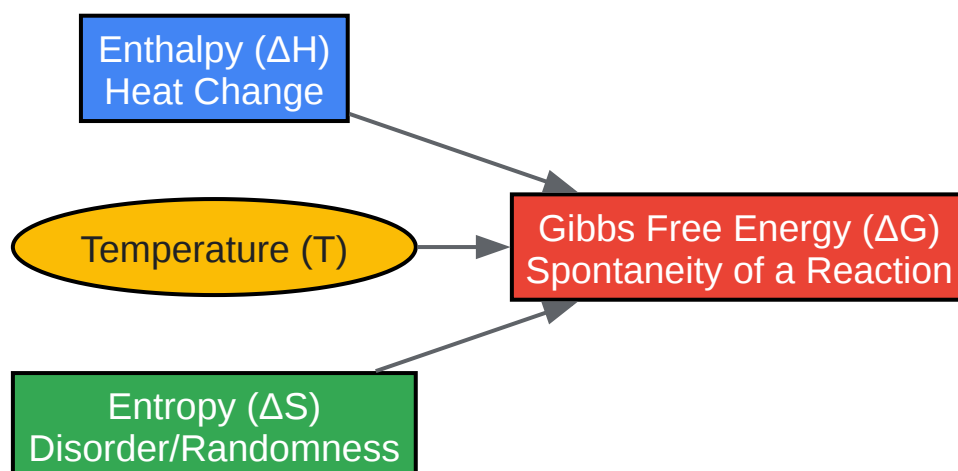 Enthalpy (ΔH)
Heat Change
Temperature (T)
Gibbs Free Energy (ΔG)
Spontaneity of a Reaction
Entropy (ΔS)
Disorder/Randomness